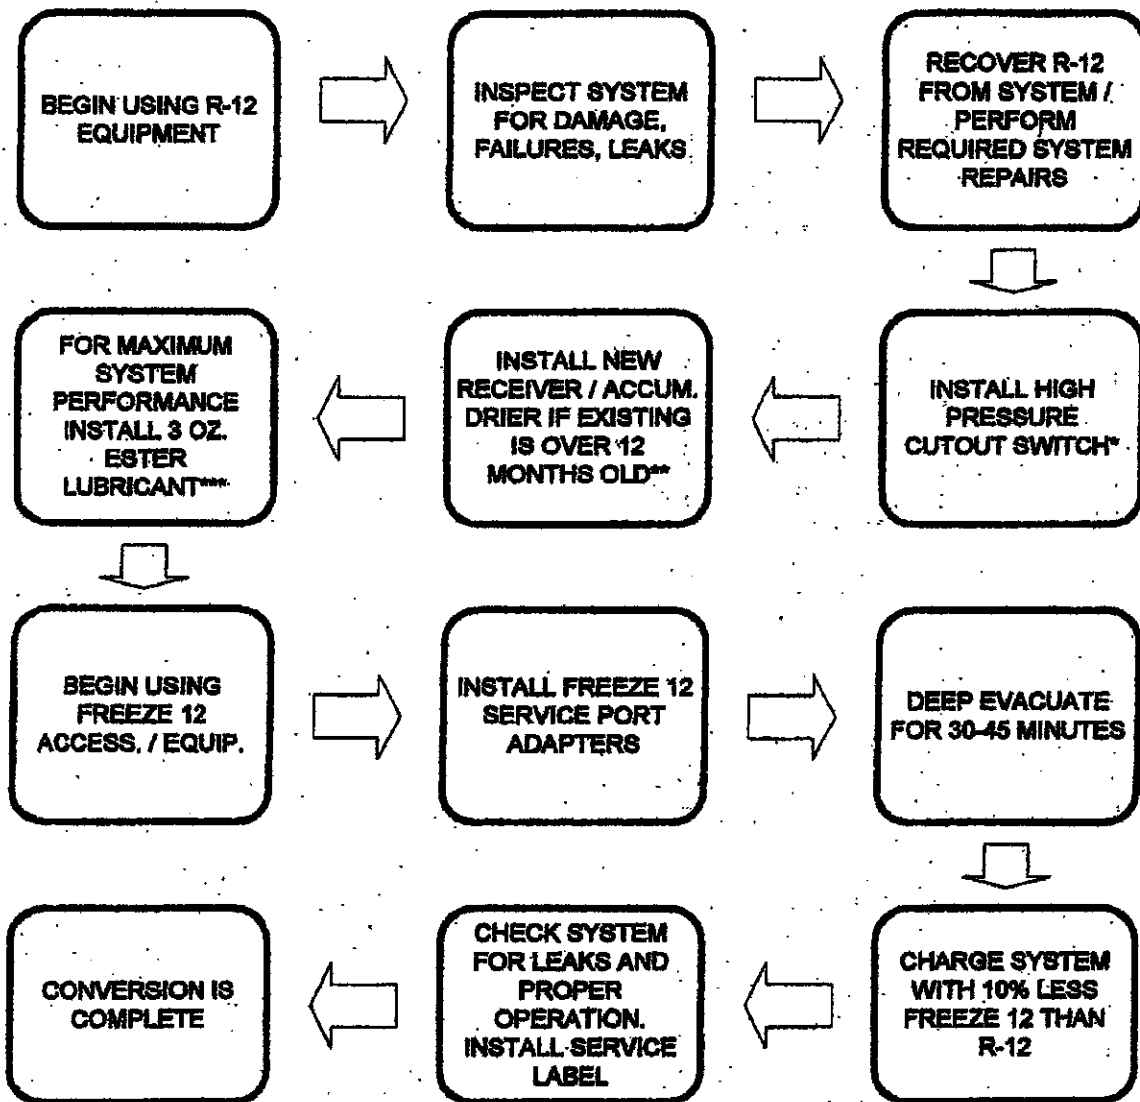 BEGIN USING R-12
EQUIPMENT
INSPECT SYSTEM
FOR DAMAGE,
FAILURES, LEAKS
RECOVER R-12
FROM SYSTEM /
PERFORM
REQUIRED SYSTEM
REPAIRS
INSTALL HIGH
PRESSURE
CUTOUT SWITCH*
INSTALL NEW
RECEIVER / ACCUM.
DRIER IF EXISTING
IS OVER 12
MONTHS OLD**
FOR MAXIMUM
SYSTEM
PERFORMANCE
INSTALL 3 OZ.
ESTER
LUBRICANT***
BEGIN USING
FREEZE 12
ACCESS. / EQUIP.
INSTALL FREEZE 12
SERVICE PORT
ADAPTERS
DEEP EVACUATE
FOR 30-45 MINUTES
CHARGE SYSTEM
WITH 10% LESS
FREEZE 12 THAN
R-12
CHECK SYSTEM
FOR LEAKS AND
PROPER
OPERATION.
INSTALL SERVICE
LABEL
CONVERSION IS
COMPLETE